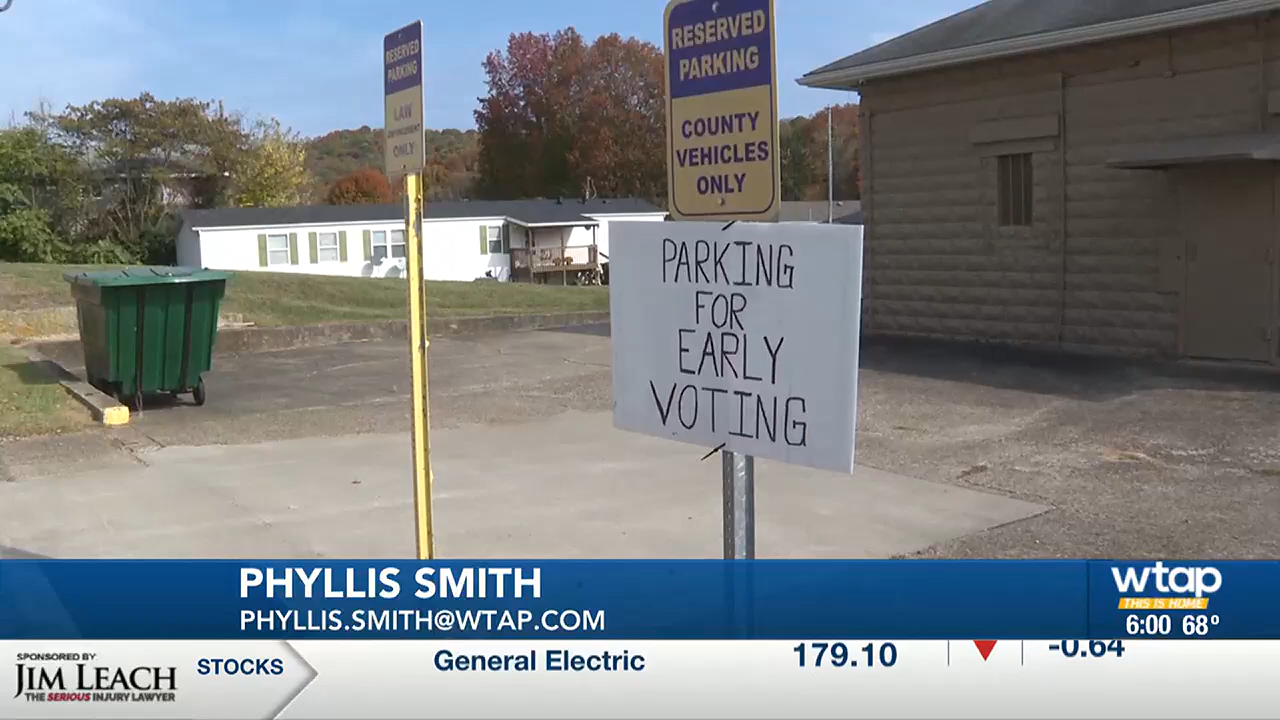 RESERVED
PARKING
LAW
ENFORCEMENT
ONLY
RESERVED
PARKING
COUNTY
VEHICLES
ONLY
PARKING
FOR
EARLY
VOTING
PHYLLIS SMITH
PHYLLIS.SMITH@WTAP.COM
wtap
THIS IS HOME
6:00 68°
SPONSORED BY
JIM LEACH
THE SERIOUS INJURY LAWYER
STOCKS
General Electric
179.10
-0.64